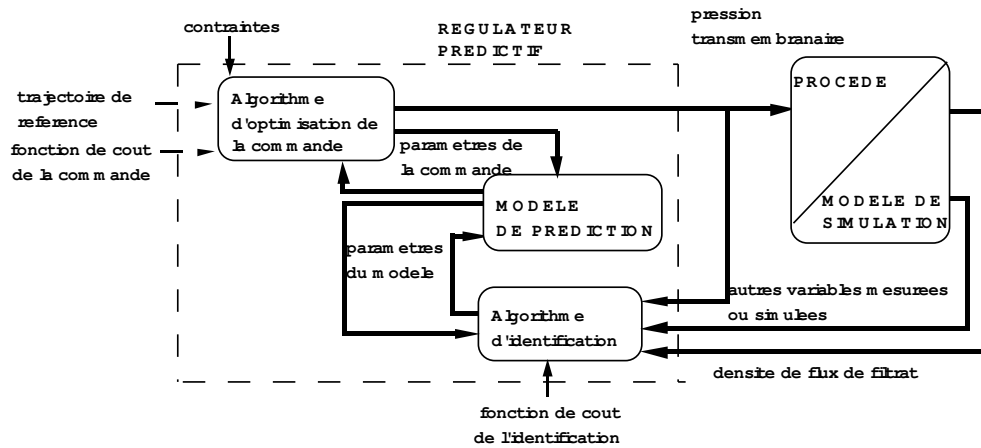 pression
transmembranaire
contraintes
REGULATEUR
PREDICTIF
trajectoire de
reference
fonction de cout
de la commande
Algorithme
d'optimisation de
la commande
parametres de
la commande
PROCEDE
MODELE DE
SIMULATION
MODELE
DE PREDICTION
parametres
du modele
Algorithme
d'identification
autres variables mesurees
ou simulees
densite de flux de filtrat
fonction de cout
de l'identification